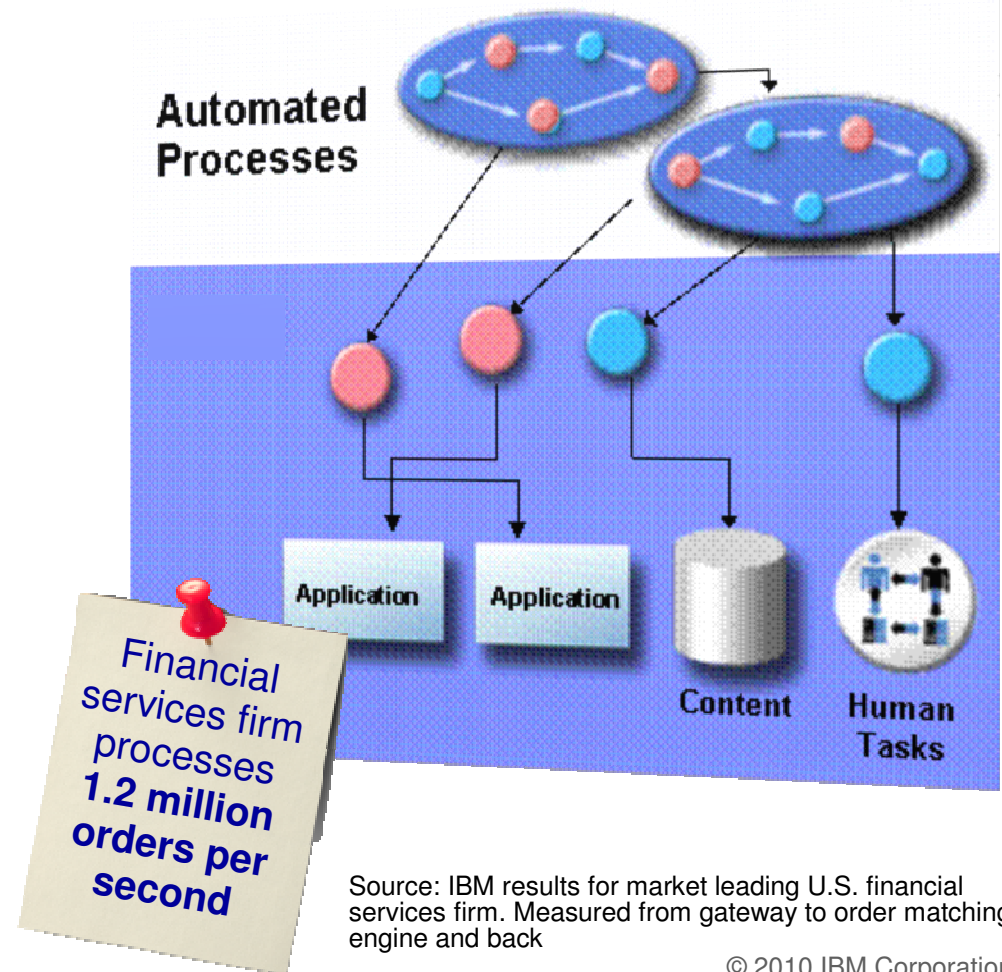 Automated
Processes
Application
Application
Content
Human
Tasks
Financial
services firm
processes
1.2 million
orders per
second
Source: IBM results for market leading U.S. financial
services firm. Measured from gateway to order matching
engine and back
© 2010 IBM Corporation